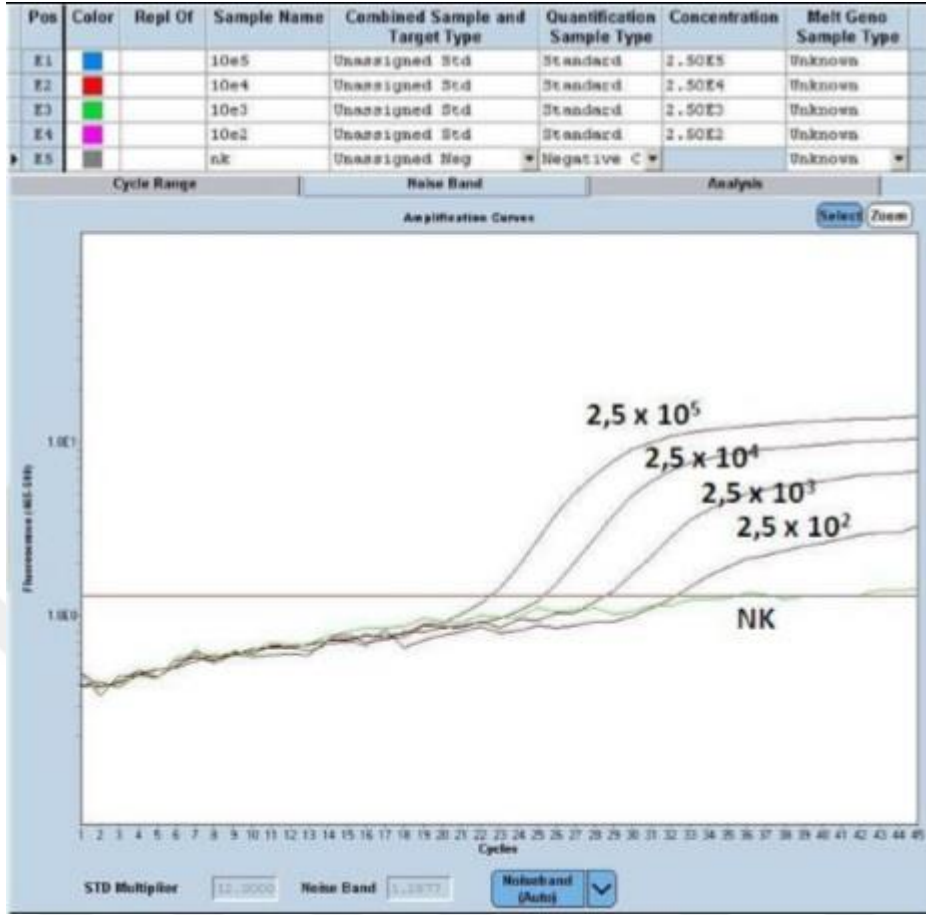 Pos Color Repl Of Sample Name Combined Sample and Target Type Quantification Sample Type Concentration Melt Geno Sample Type
E1 10e5 Unassigned Std Standard 2.50E5 Unknown
E2 10e4 Unassigned Std Standard 2.50E4 Unknown
E3 10e3 Unassigned Std Standard 2.50E3 Unknown
E4 10e2 Unassigned Std Standard 2.50E2 Unknown
E5 nk Unassigned Neg Negative C Unknown
Cycle Range Noise Band Analysis
Amplification Curves Select Zoom
2,5 x 10⁵
1.0E1
2,5 x 10⁴
2,5 x 10³
2,5 x 10²
Fluorescence (465-510)
1.0E0
NK
1 2 3 4 5 6 7 8 9 10 11 12 13 14 15 16 17 18 19 20 21 22 23 24 25 26 27 28 29 30 31 32 33 34 35 36 37 38 39 40 41 42 43 44 45
Cycles
STD Multiplier 12.0000 Noise Band 1.2877 Noiseband
(Auto)